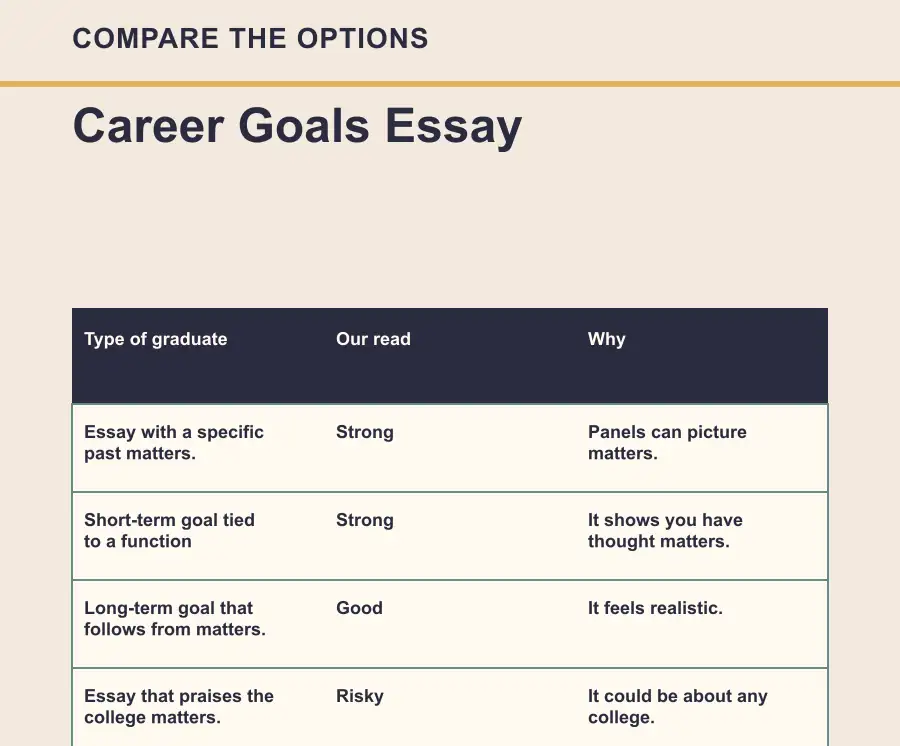 COMPARE THE OPTIONS
Career Goals Essay
Type of graduate
Our read
Why
Essay with a specific
past matters.
Strong
Panels can picture
matters.
Short-term goal tied
to a function
Strong
It shows you have
thought matters.
Long-term goal that
follows from matters.
Good
It feels realistic.
Essay that praises the
college matters.
Risky
It could be about any
college.